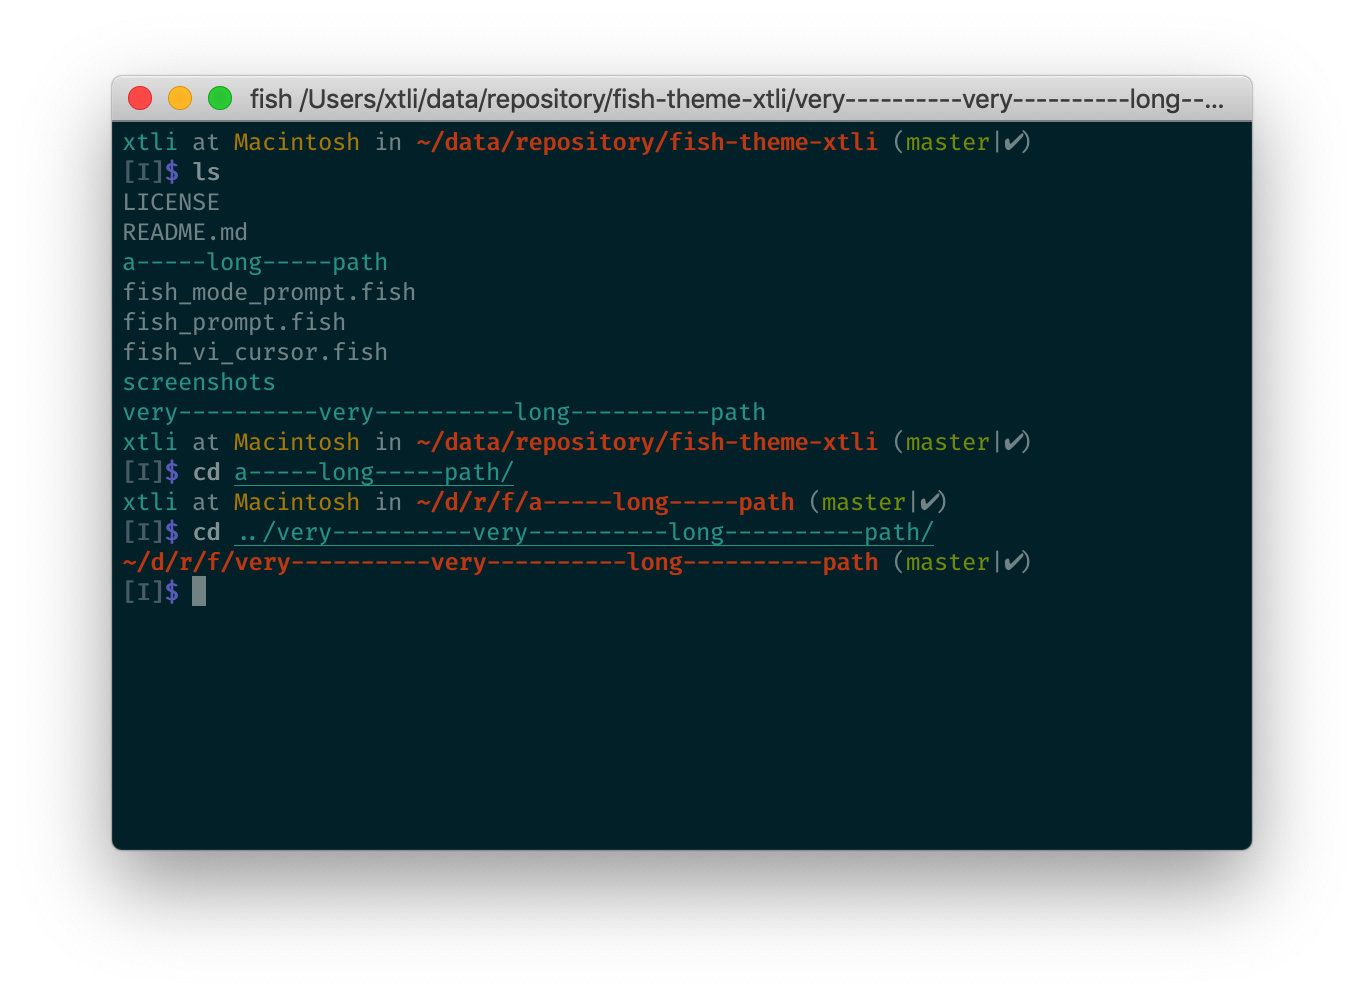 fish /Users/xtli/data/repository/fish-theme-xtli/very----------very----------long--...
xtli at Macintosh in ~/data/repository/fish-theme-xtli (master|✔)
[I]$ ls
LICENSE
README.md
a-----long-----path
fish_mode_prompt.fish
fish_prompt.fish
fish_vi_cursor.fish
screenshots
very----------very----------long----------path
xtli at Macintosh in ~/data/repository/fish-theme-xtli (master|✔)
[I]$ cd a-----long-----path/
xtli at Macintosh in ~/d/r/f/a-----long-----path (master|✔)
[I]$ cd ../very----------very----------long----------path/
~/d/r/f/very----------very----------long----------path (master|✔)
[I]$